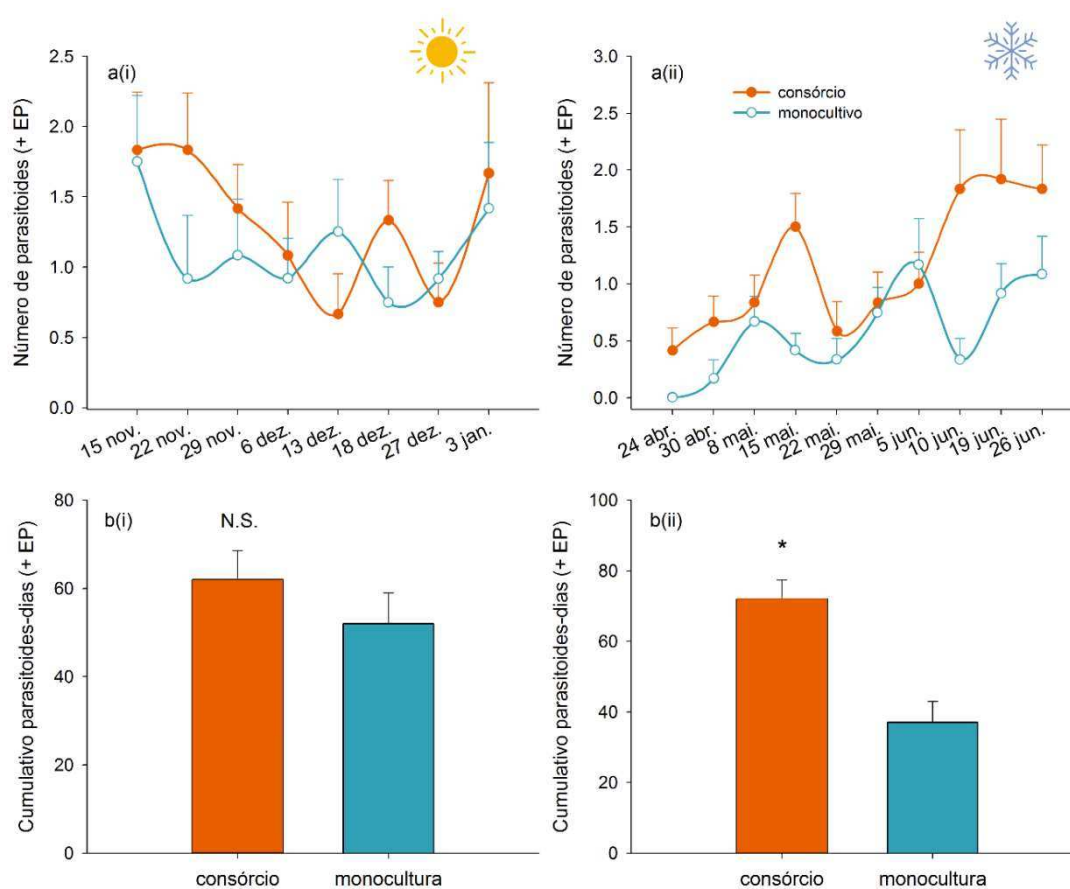 a(i)
Número de parasitoides (+ EP)
2.5
2.0
1.5
1.0
0.5
0.0
15 nov.
22 nov.
29 nov.
6 dez.
13 dez.
18 dez.
27 dez.
3 jan.
a(ii)
consórcio
monocultivo
Número de parasitoides (+ EP)
3.0
2.5
2.0
1.5
1.0
0.5
0.0
24 abr.
30 abr.
8 mai.
15 mai.
22 mai.
29 mai.
5 jun.
10 jun.
19 jun.
26 jun.
b(i)
N.S.
Cumulativo parasitoides-dias (+ EP)
80
60
40
20
0
consórcio
monocultura
b(ii)
*
Cumulativo parasitoides-dias (+ EP)
100
80
60
40
20
0
consórcio
monocultura